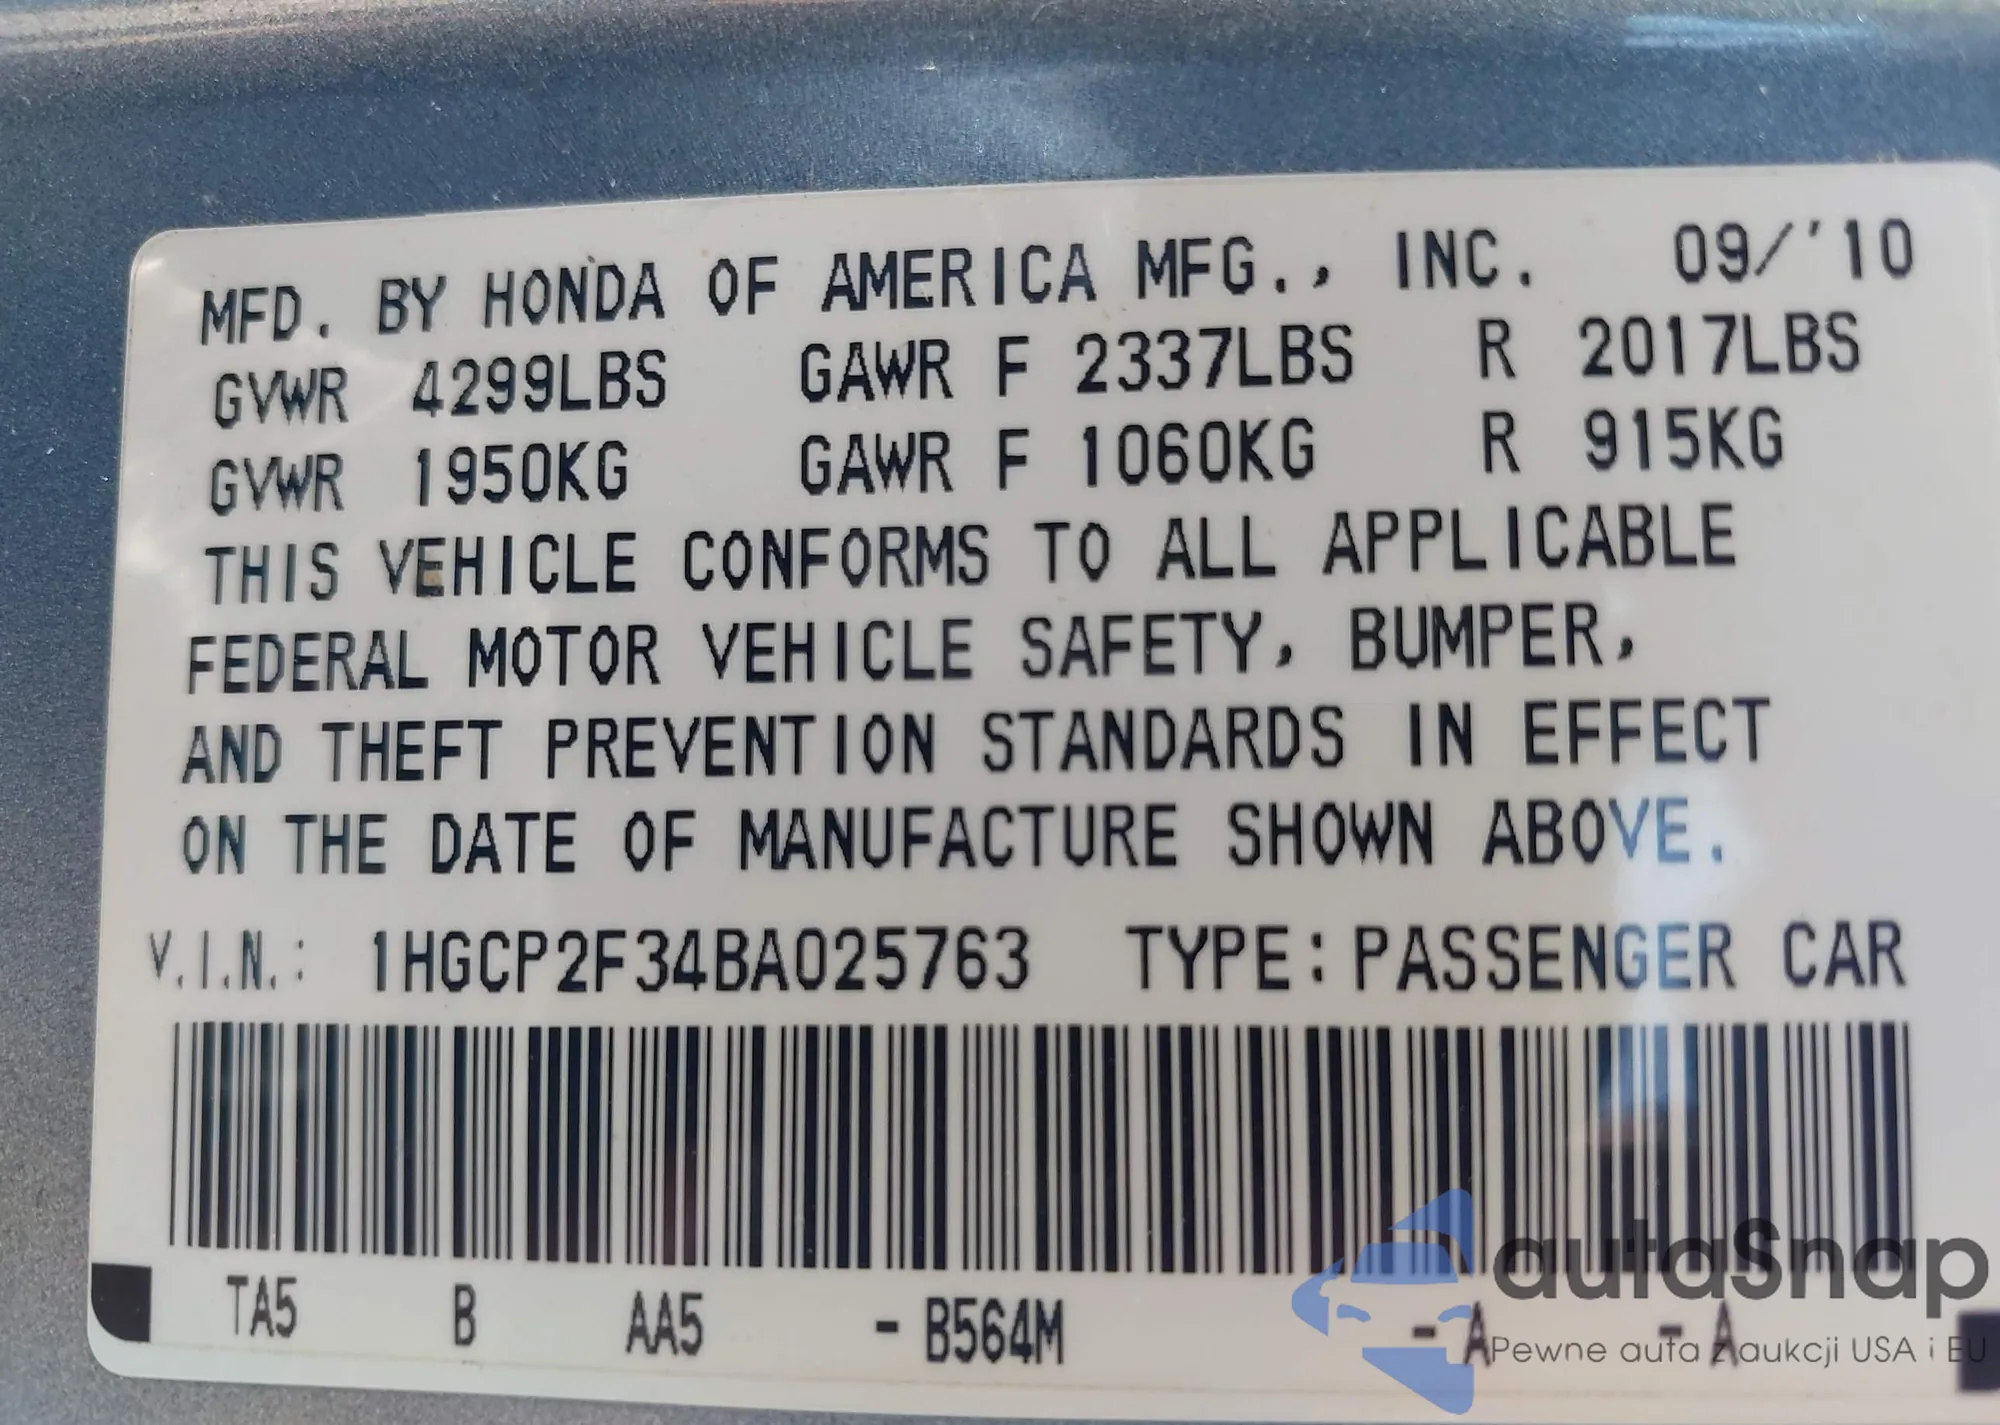 MFD. BY HONDA OF AMERICA MFG., INC. 09/'10
GVWR 4299LBS GAWR F 2337LBS R 2017LBS
GVWR 1950KG GAWR F 1060KG R 915KG
THIS VEHICLE CONFORMS TO ALL APPLICABLE
FEDERAL MOTOR VEHICLE SAFETY, BUMPER,
AND THEFT PREVENTION STANDARDS IN EFFECT
ON THE DATE OF MANUFACTURE SHOWN ABOVE.
V.I.N.: 1HGCP2F34BA025763 TYPE: PASSENGER CAR
TA5 B AA5 - B564M - A - A
autaSnap
Pewne auta z aukcji USA i EU